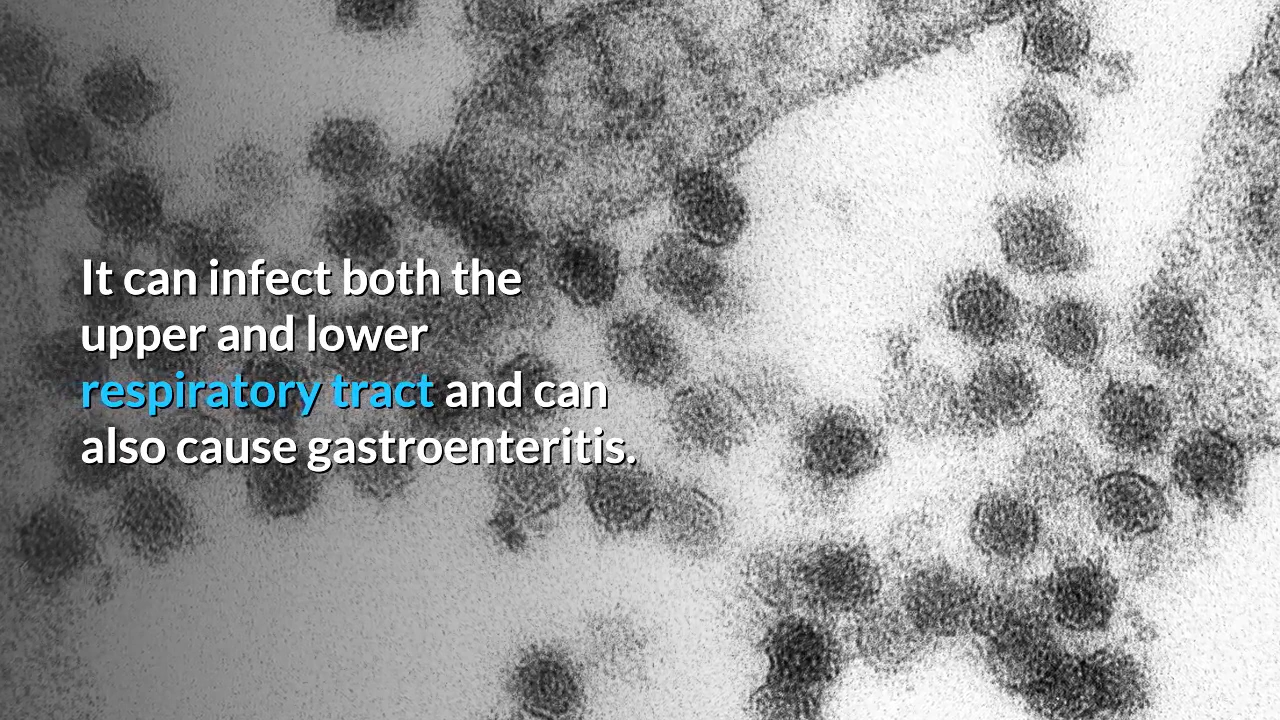 It can infect both the
upper and lower
respiratory tract and can
also cause gastroenteritis.